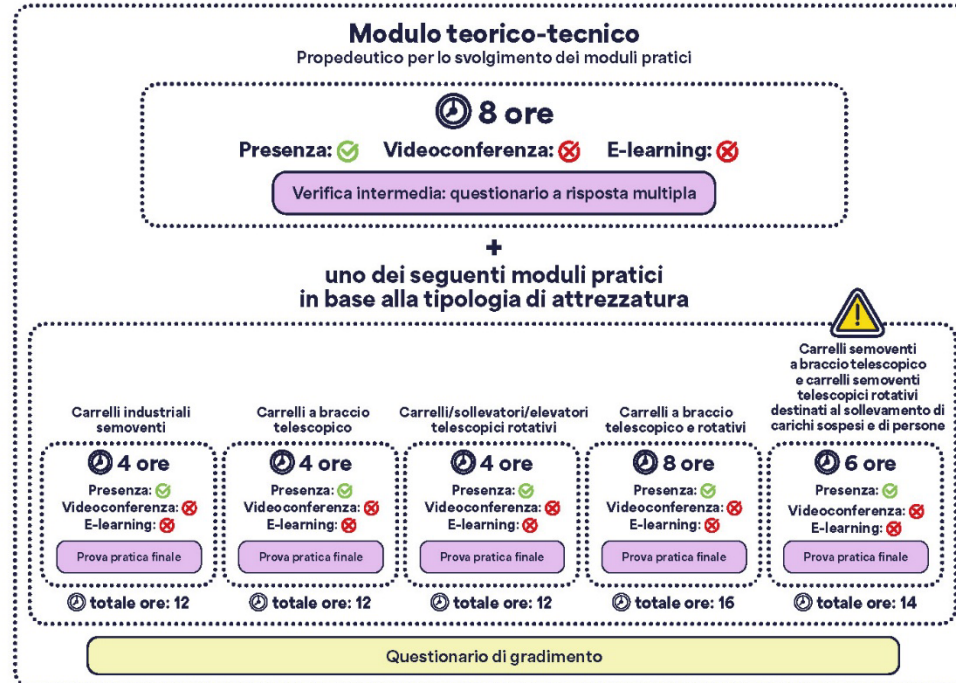 Modulo teorico-tecnico
Propedeutico per lo svolgimento dei moduli pratici
8 ore
Presenza: Videoconferenza: E-learning:
Verifica intermedia: questionario a risposta multipla
+
uno dei seguenti moduli pratici
in base alla tipologia di attrezzatura
Carrelli industriali
semoventi
4 ore
Presenza:
Videoconferenza:
E-learning:
Prova pratica finale
totale ore: 12
Carrelli a braccio
telescopico
4 ore
Presenza:
Videoconferenza:
E-learning:
Prova pratica finale
totale ore: 12
Carrelli/sollevatori/elevatori
telescopici rotativi
4 ore
Presenza:
Videoconferenza:
E-learning:
Prova pratica finale
totale ore: 12
Carrelli a braccio
telescopico e rotativi
8 ore
Presenza:
Videoconferenza:
E-learning:
Prova pratica finale
totale ore: 16
Carrelli semoventi
a braccio telescopico
e carrelli semoventi
telescopici rotativi
destinati al sollevamento di
carichi sospesi e di persone
6 ore
Presenza:
Videoconferenza:
E-learning:
Prova pratica finale
totale ore: 14
Questionario di gradimento